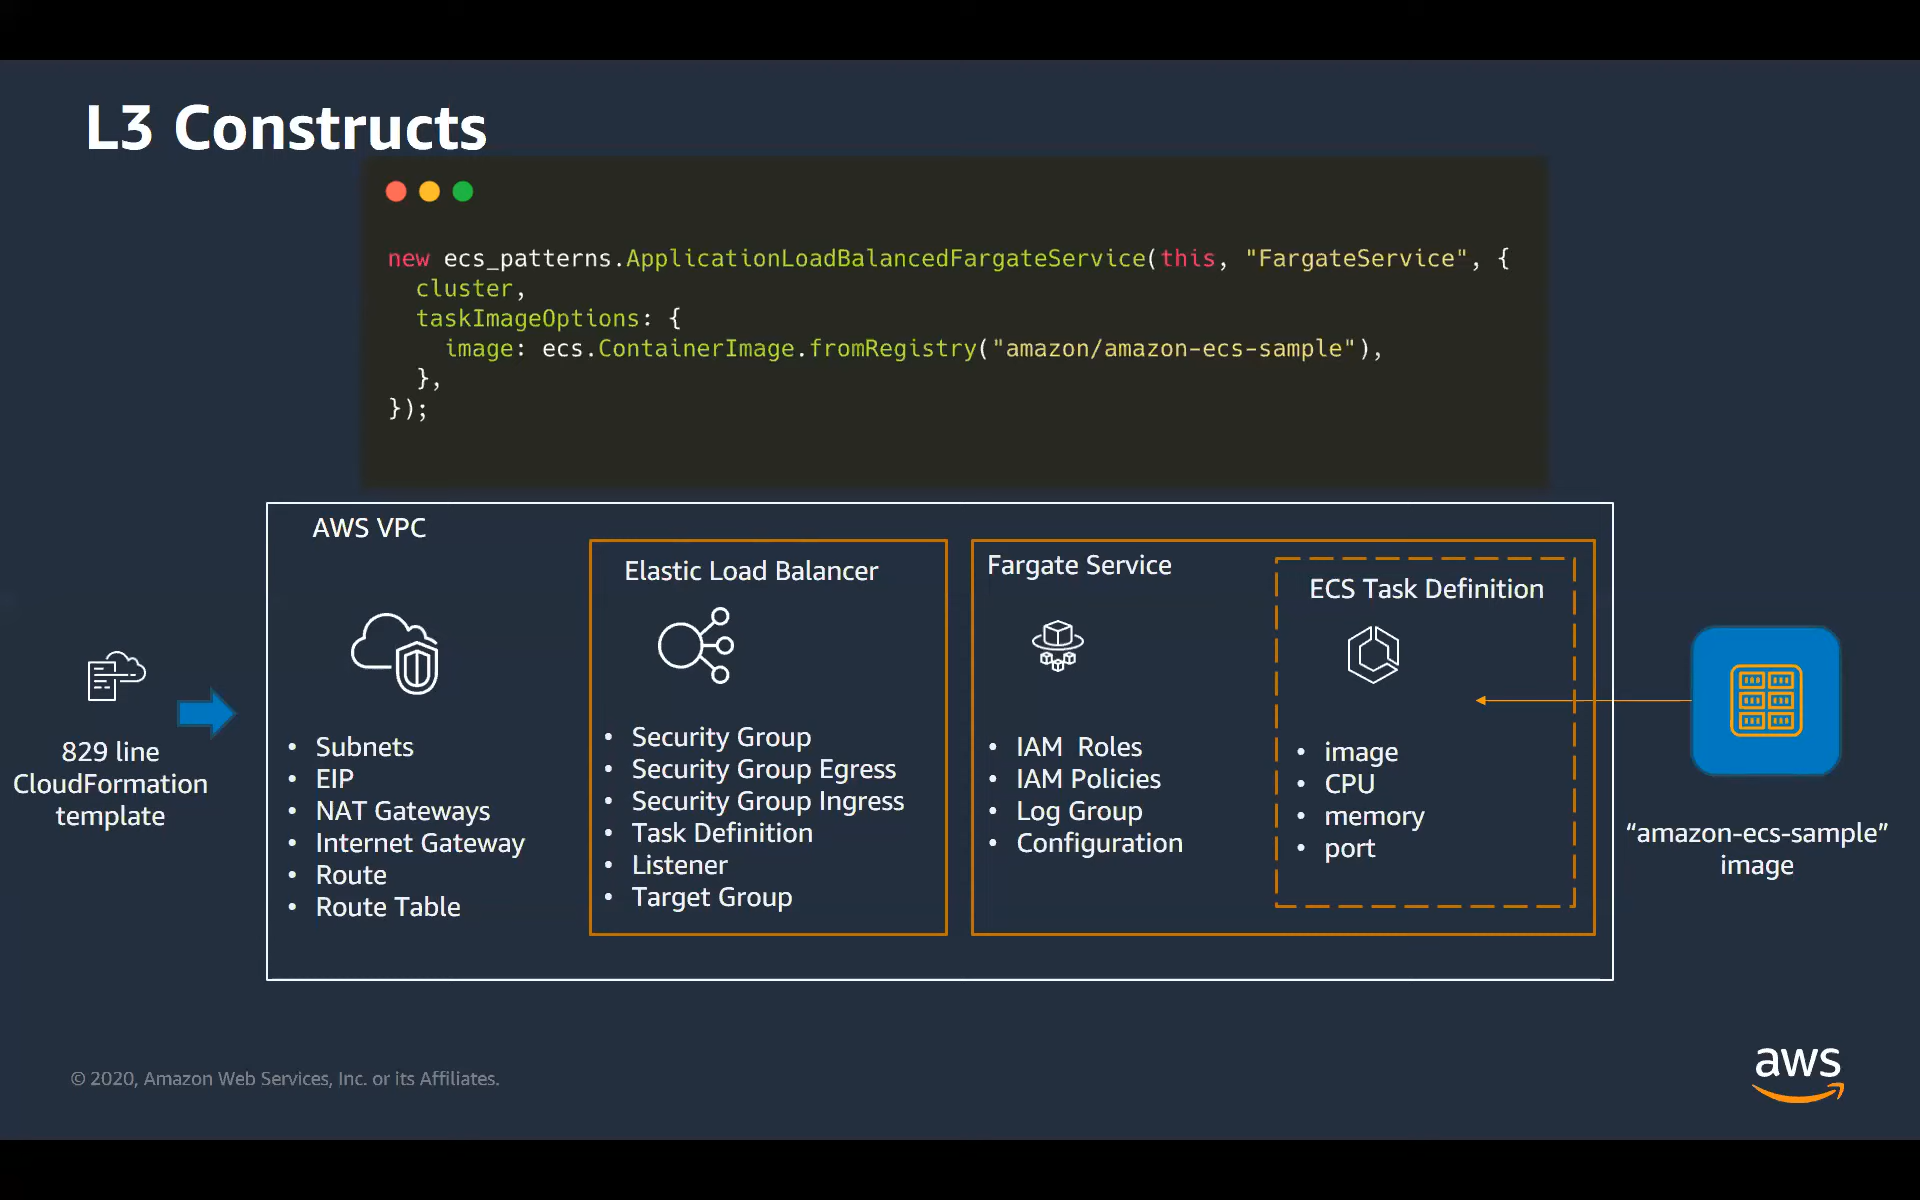 L3 Constructs
new ecs_patterns.ApplicationLoadBalancedFargateService(this, "FargateService", {
cluster,
taskImageOptions: {
image: ecs.ContainerImage.fromRegistry("amazon/amazon-ecs-sample"),
},
});
829 line
CloudFormation
template
AWS VPC
• Subnets
• EIP
• NAT Gateways
• Internet Gateway
• Route
• Route Table
Elastic Load Balancer
• Security Group
• Security Group Egress
• Security Group Ingress
• Task Definition
• Listener
• Target Group
Fargate Service
• IAM  Roles
• IAM Policies
• Log Group
• Configuration
ECS Task Definition
• image
• CPU
• memory
• port
“amazon-ecs-sample”
image
© 2020, Amazon Web Services, Inc. or its Affiliates.
aws